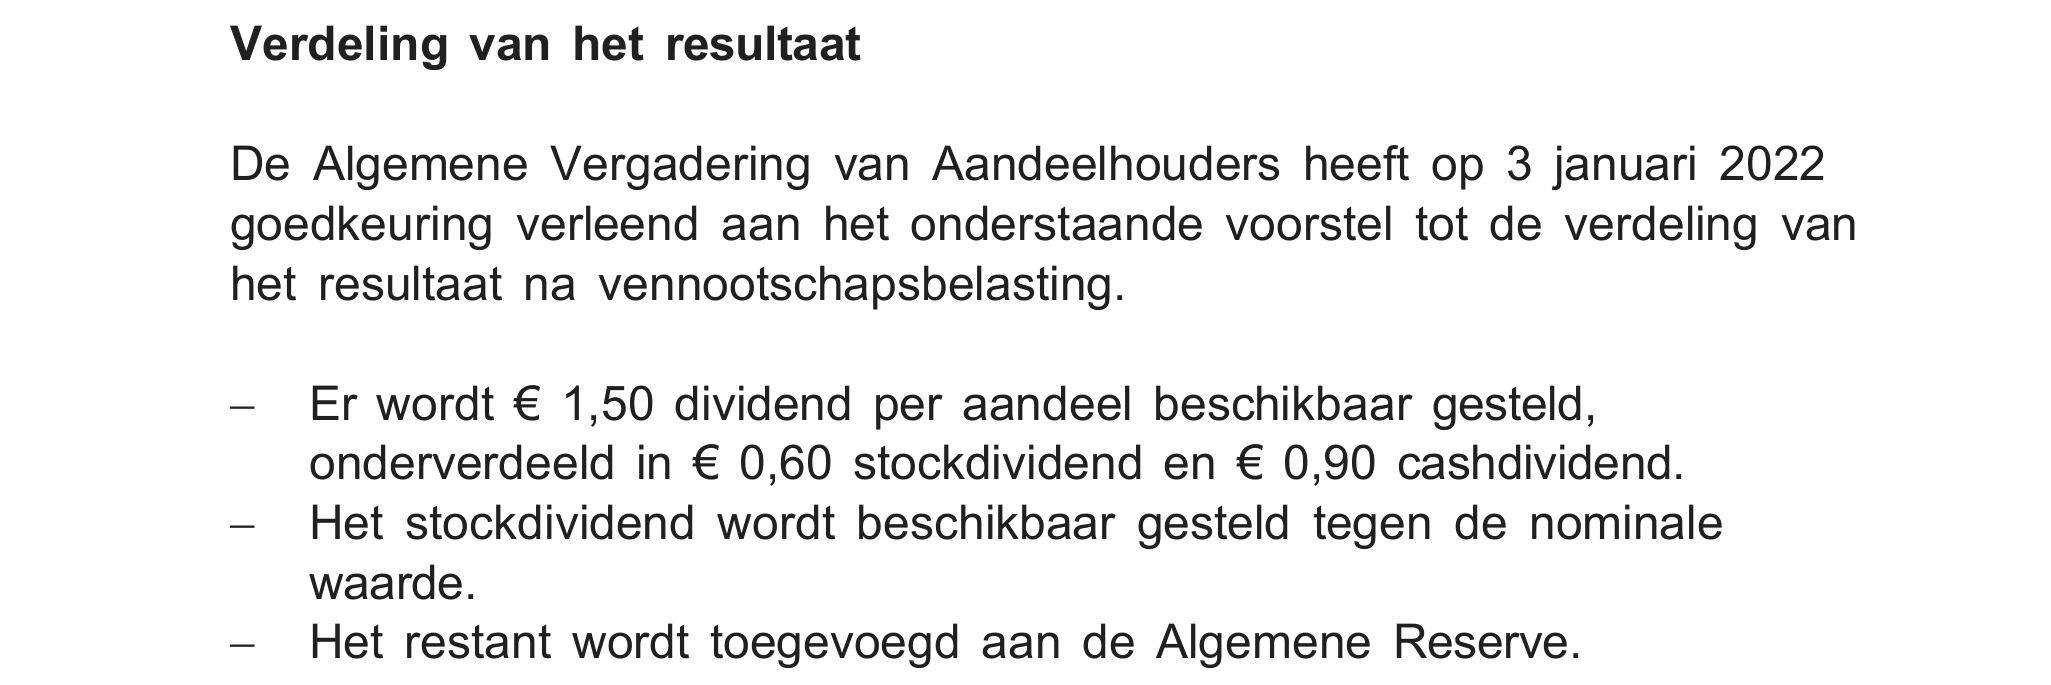 Verdeling van het resultaat
De Algemene Vergadering van Aandeelhouders heeft op 3 januari 2022
goedkeuring verleend aan het onderstaande voorstel tot de verdeling van
het resultaat na vennootschapsbelasting.
– Er wordt € 1,50 dividend per aandeel beschikbaar gesteld,
onderverdeeld in € 0,60 stockdividend en € 0,90 cashdividend.
– Het stockdividend wordt beschikbaar gesteld tegen de nominale
waarde.
– Het restant wordt toegevoegd aan de Algemene Reserve.